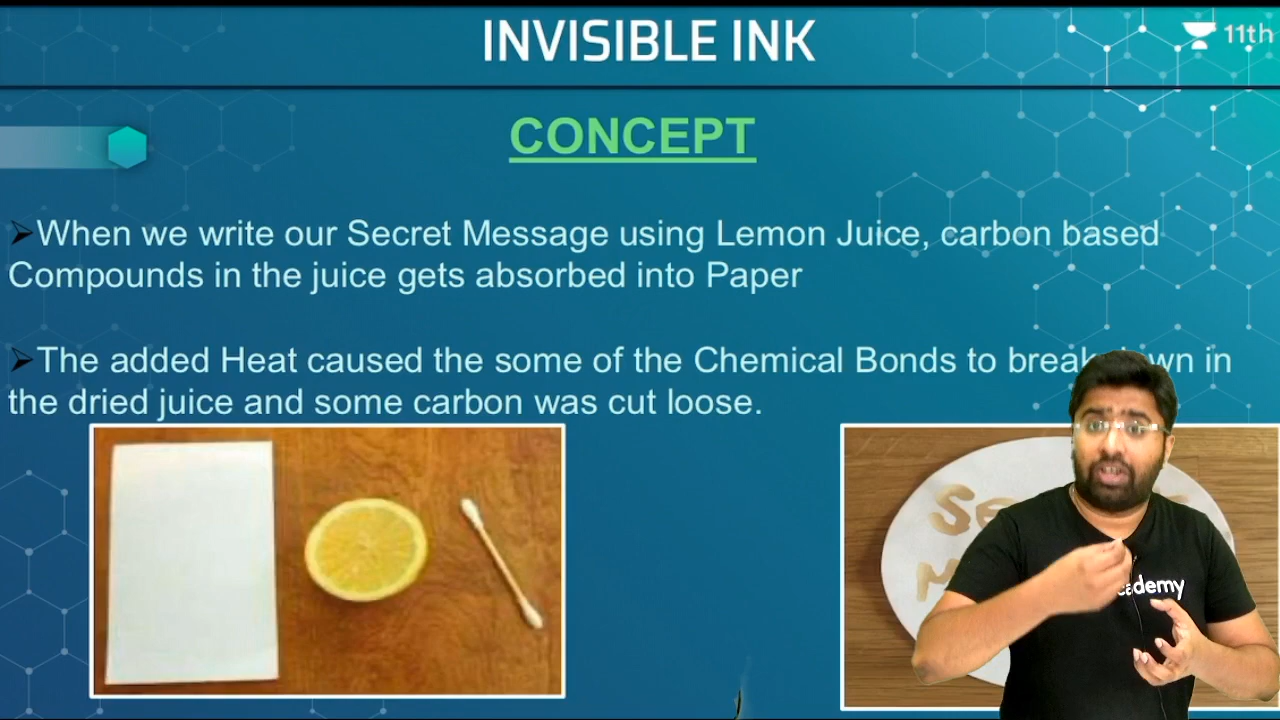 INVISIBLE INK
11th
CONCEPT
➢When we write our Secret Message using Lemon Juice, carbon based
Compounds in the juice gets absorbed into Paper
➢The added Heat caused the some of the Chemical Bonds to in
the dried juice and some carbon was cut loose.